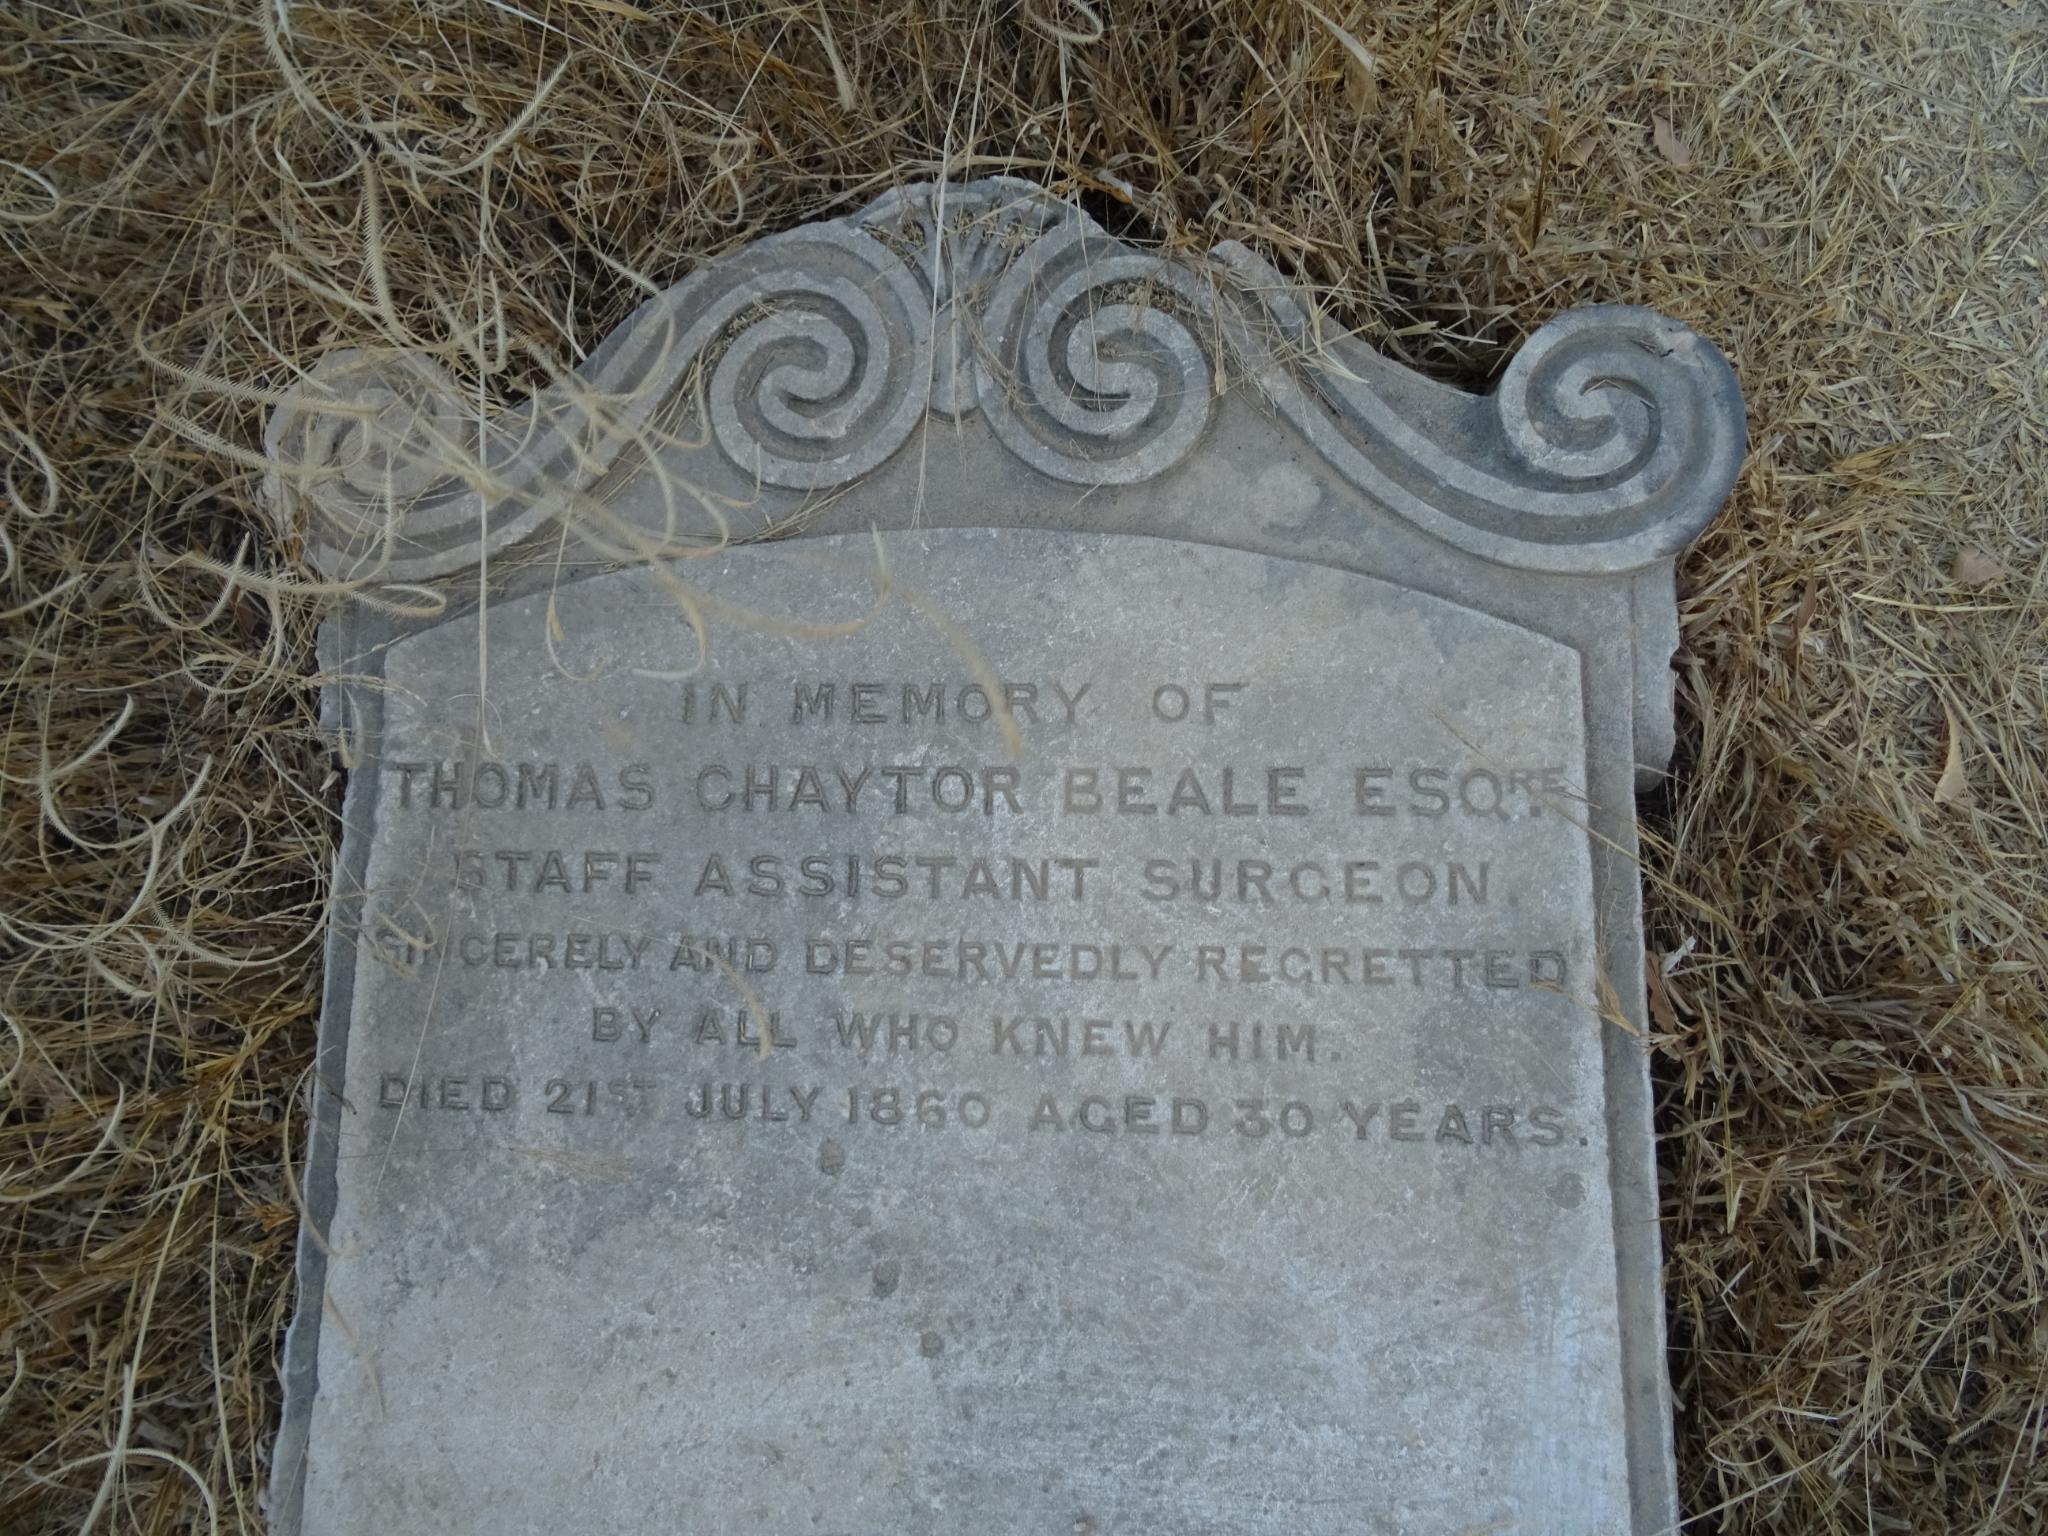 IN MEMORY OF
THOMAS CHAYTOR BEALE ESQRE.
STAFF ASSISTANT SURGEON.
SINCERELY AND DESERVEDLY REGRETTED
BY ALL WHO KNEW HIM.
DIED 21ST JULY 1860 AGED 30 YEARS.